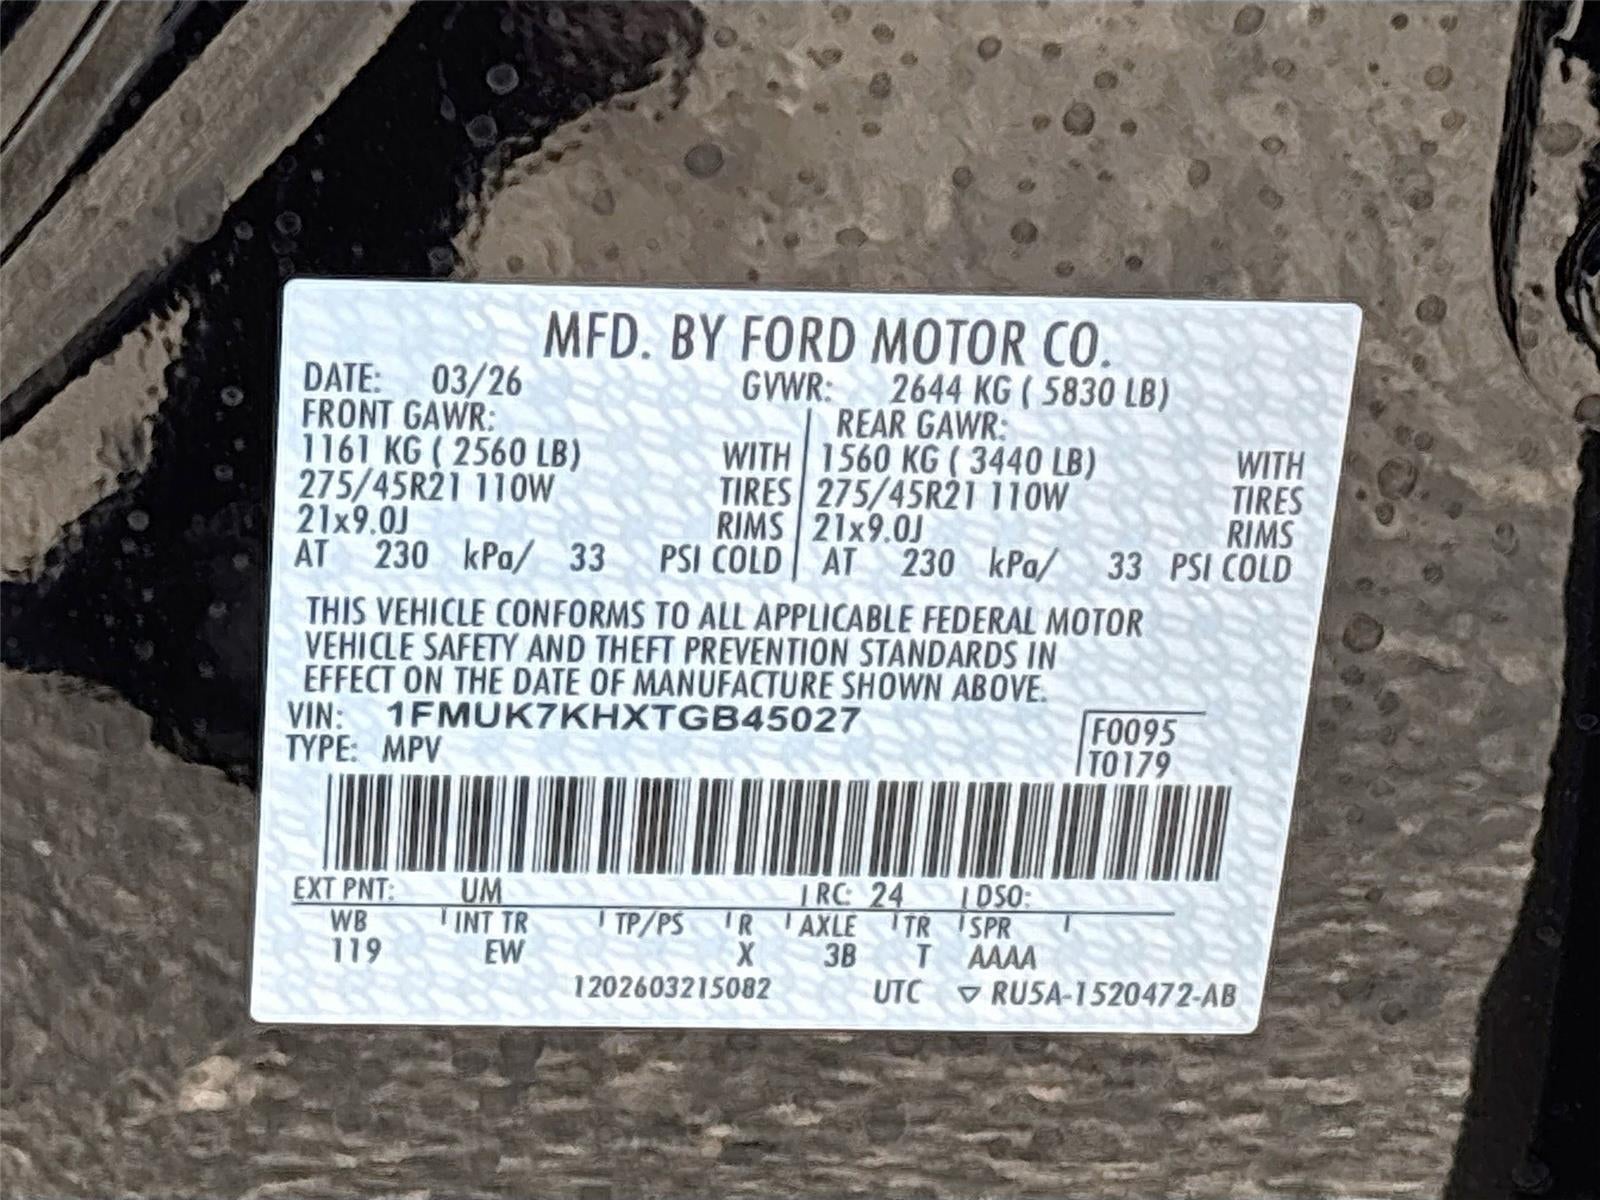 MFD. BY FORD MOTOR CO.
DATE: 03/26 GVWR: 2644 KG ( 5830 LB)
FRONT GAWR: REAR GAWR:
1161 KG ( 2560 LB) WITH 1560 KG ( 3440 LB) WITH
275/45R21 110W TIRES 275/45R21 110W TIRES
21x9.0J RIMS 21x9.0J RIMS
AT 230 kPa/ 33 PSI COLD AT 230 kPa/ 33 PSI COLD
THIS VEHICLE CONFORMS TO ALL APPLICABLE FEDERAL MOTOR
VEHICLE SAFETY AND THEFT PREVENTION STANDARDS IN
EFFECT ON THE DATE OF MANUFACTURE SHOWN ABOVE.
VIN: 1FMUK7KHXTGB45027 F0095
TYPE: MPV T0179
EXT PNT: UM RC: 24 DSO:
WB INT TR TP/PS R AXLE TR SPR
119 EW X 3B T AAAA
1202603215082 UTC ▽ RU5A-1520472-AB